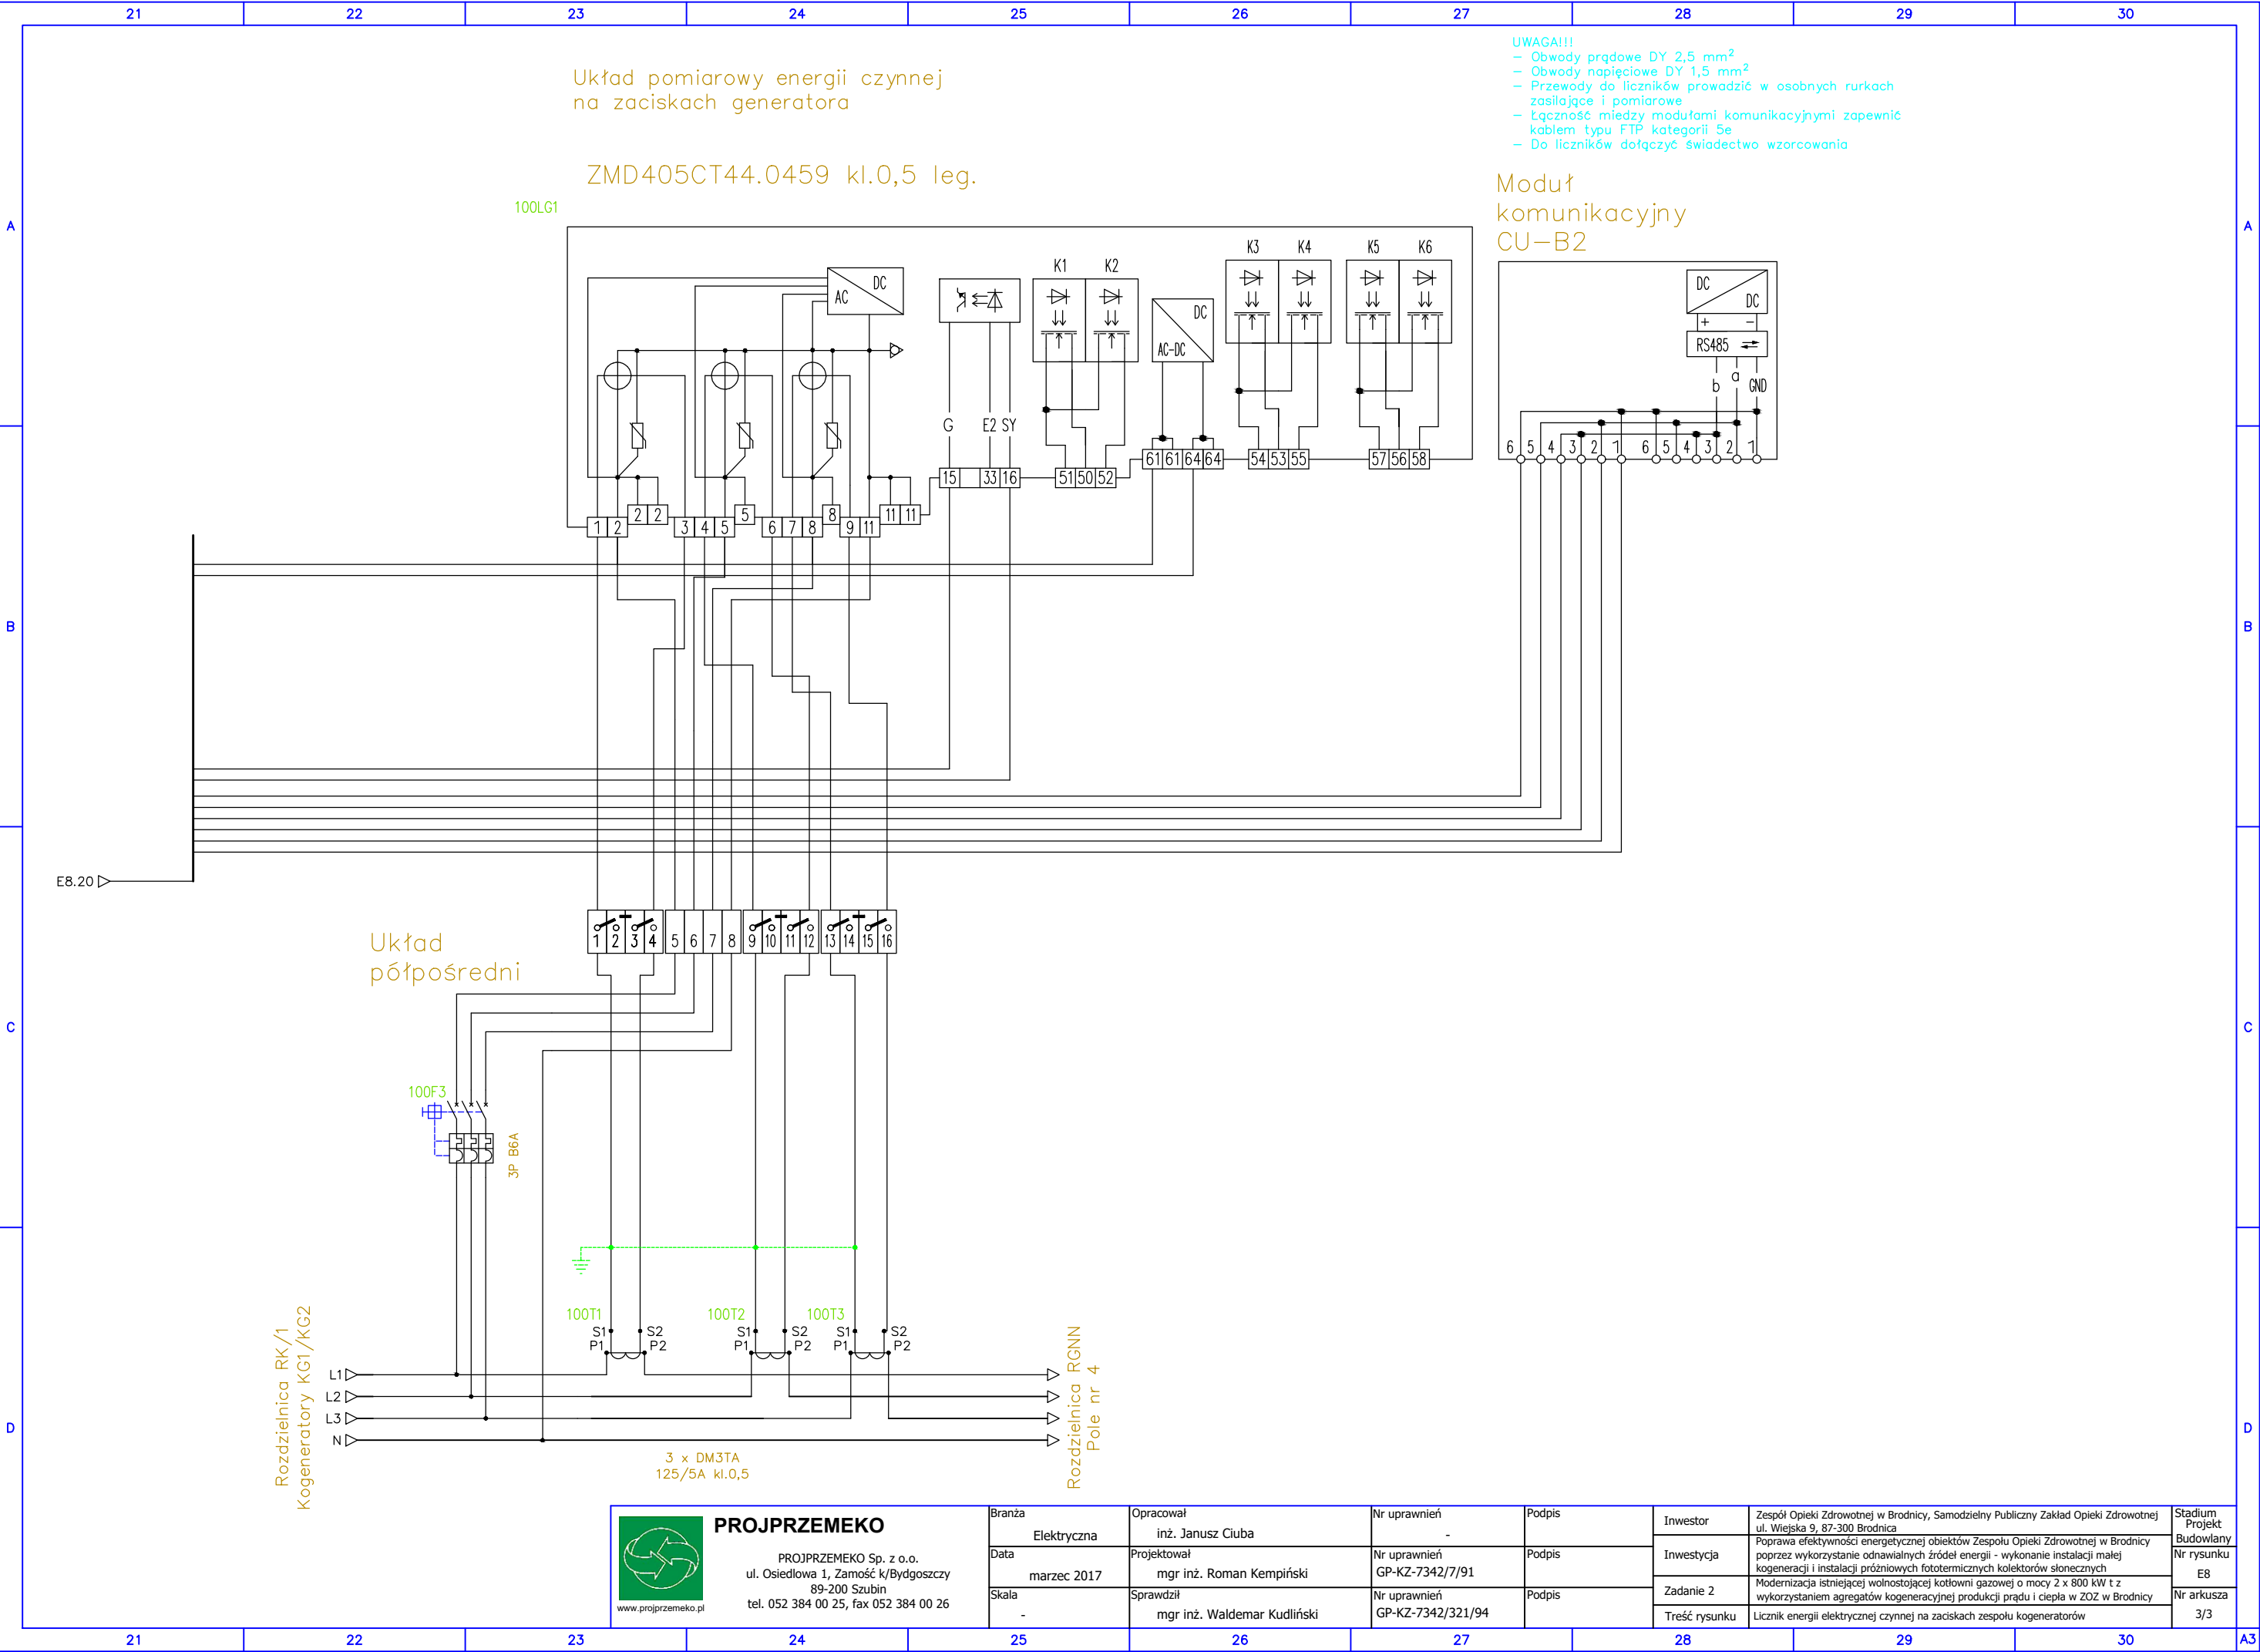 21 22 23 24 25 26 27 28 29 30
UWAGA!!!
– Obwody prądowe DY 2,5 mm²
– Obwody napięciowe DY 1,5 mm²
– Przewody do liczników prowadzić w osobnych rurkach
zasilające i pomiarowe
– Łączność miedzy modułami komunikacyjnymi zapewnić
kablem typu FTP kategorii 5e
– Do liczników dołączyć świadectwo wzorcowania
Układ pomiarowy energii czynnej
na zaciskach generatora
ZMD405CT44.0459 kl.0,5 leg.
100LG1
Moduł
komunikacyjny
CU–B2
A A
K1 K2 K3 K4 K5 K6
AC DC
DC
AC–DC
DC
DC
+ –
RS485
b a GND
G E2 SY
6 5 4 3 2 1 6 5 4 3 2 1
61 61 64 64 54 53 55 57 56 58
15 33 16 51 50 52
2 2 5 8 11 11
1 2 3 4 5 6 7 8 9 11
B B
E8.20
1 2 3 4 5 6 7 8 9 10 11 12 13 14 15 16
Układ
półpośredni
C C
100F3
3P B6A
100T1 100T2 100T3
S1 S2 S1 S2 S1 S2
P1 P2 P1 P2 P1 P2
Rozdzielnica RK/1
Kogeneratory KG1/KG2
L1
L2
L3
N
Rozdzielnica RGNN
Pole nr 4
D D
3 x DM3TA
125/5A kl.0,5
PROJPRZEMEKO
PROJPRZEMEKO Sp. z o.o.
ul. Osiedlowa 1, Zamość k/Bydgoszczy
89-200 Szubin
tel. 052 384 00 25, fax 052 384 00 26
www.projprzemeko.pl
Branża
Elektryczna
Data
marzec 2017
Skala
-
Opracował
inż. Janusz Ciuba
Projektował
mgr inż. Roman Kempiński
Sprawdził
mgr inż. Waldemar Kudliński
Nr uprawnień
-
Nr uprawnień
GP-KZ-7342/7/91
Nr uprawnień
GP-KZ-7342/321/94
Podpis
Podpis
Podpis
Inwestor
Zespół Opieki Zdrowotnej w Brodnicy, Samodzielny Publiczny Zakład Opieki Zdrowotnej
ul. Wiejska 9, 87-300 Brodnica
Inwestycja
Poprawa efektywności energetycznej obiektów Zespołu Opieki Zdrowotnej w Brodnicy
poprzez wykorzystanie odnawialnych źródeł energii - wykonanie instalacji małej
kogeneracji i instalacji próżniowych fototermicznych kolektorów słonecznych
Zadanie 2
Modernizacja istniejącej wolnostojącej kotłowni gazowej o mocy 2 x 800 kW t z
wykorzystaniem agregatów kogeneracyjnej produkcji prądu i ciepła w ZOZ w Brodnicy
Treść rysunku
Licznik energii elektrycznej czynnej na zaciskach zespołu kogeneratorów
Stadium
Projekt
Budowlany
Nr rysunku
E8
Nr arkusza
3/3
21 22 23 24 25 26 27 28 29 30 A3